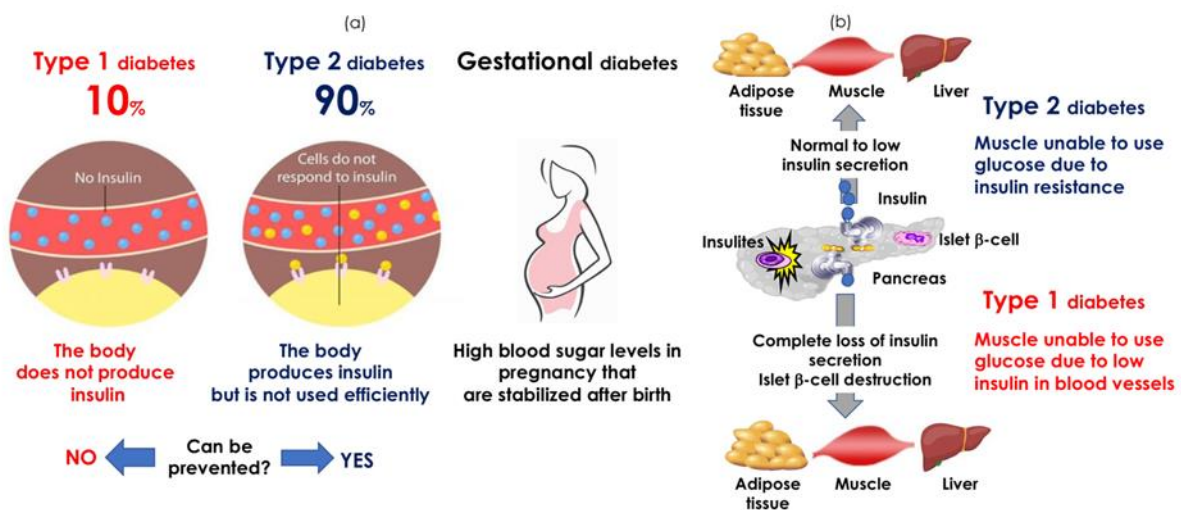 (a)
Type 1 diabetes
10%
No Insulin
The body
does not produce
insulin
Type 2 diabetes
90%
Cells do not
respond to insulin
The body
produces insulin
but is not used efficiently
Gestational diabetes
High blood sugar levels in
pregnancy that
are stabilized after birth
NO
Can be
prevented?
YES
(b)
Adipose
tissue
Muscle
Liver
Normal to low
insulin secretion
Type 2 diabetes
Muscle unable to use
glucose due to
insulin resistance
Insulin
Insulites
Islet β-cell
Pancreas
Type 1 diabetes
Muscle unable to use
glucose due to low
insulin in blood vessels
Complete loss of insulin
secretion
Islet β-cell destruction
Adipose
tissue
Muscle
Liver